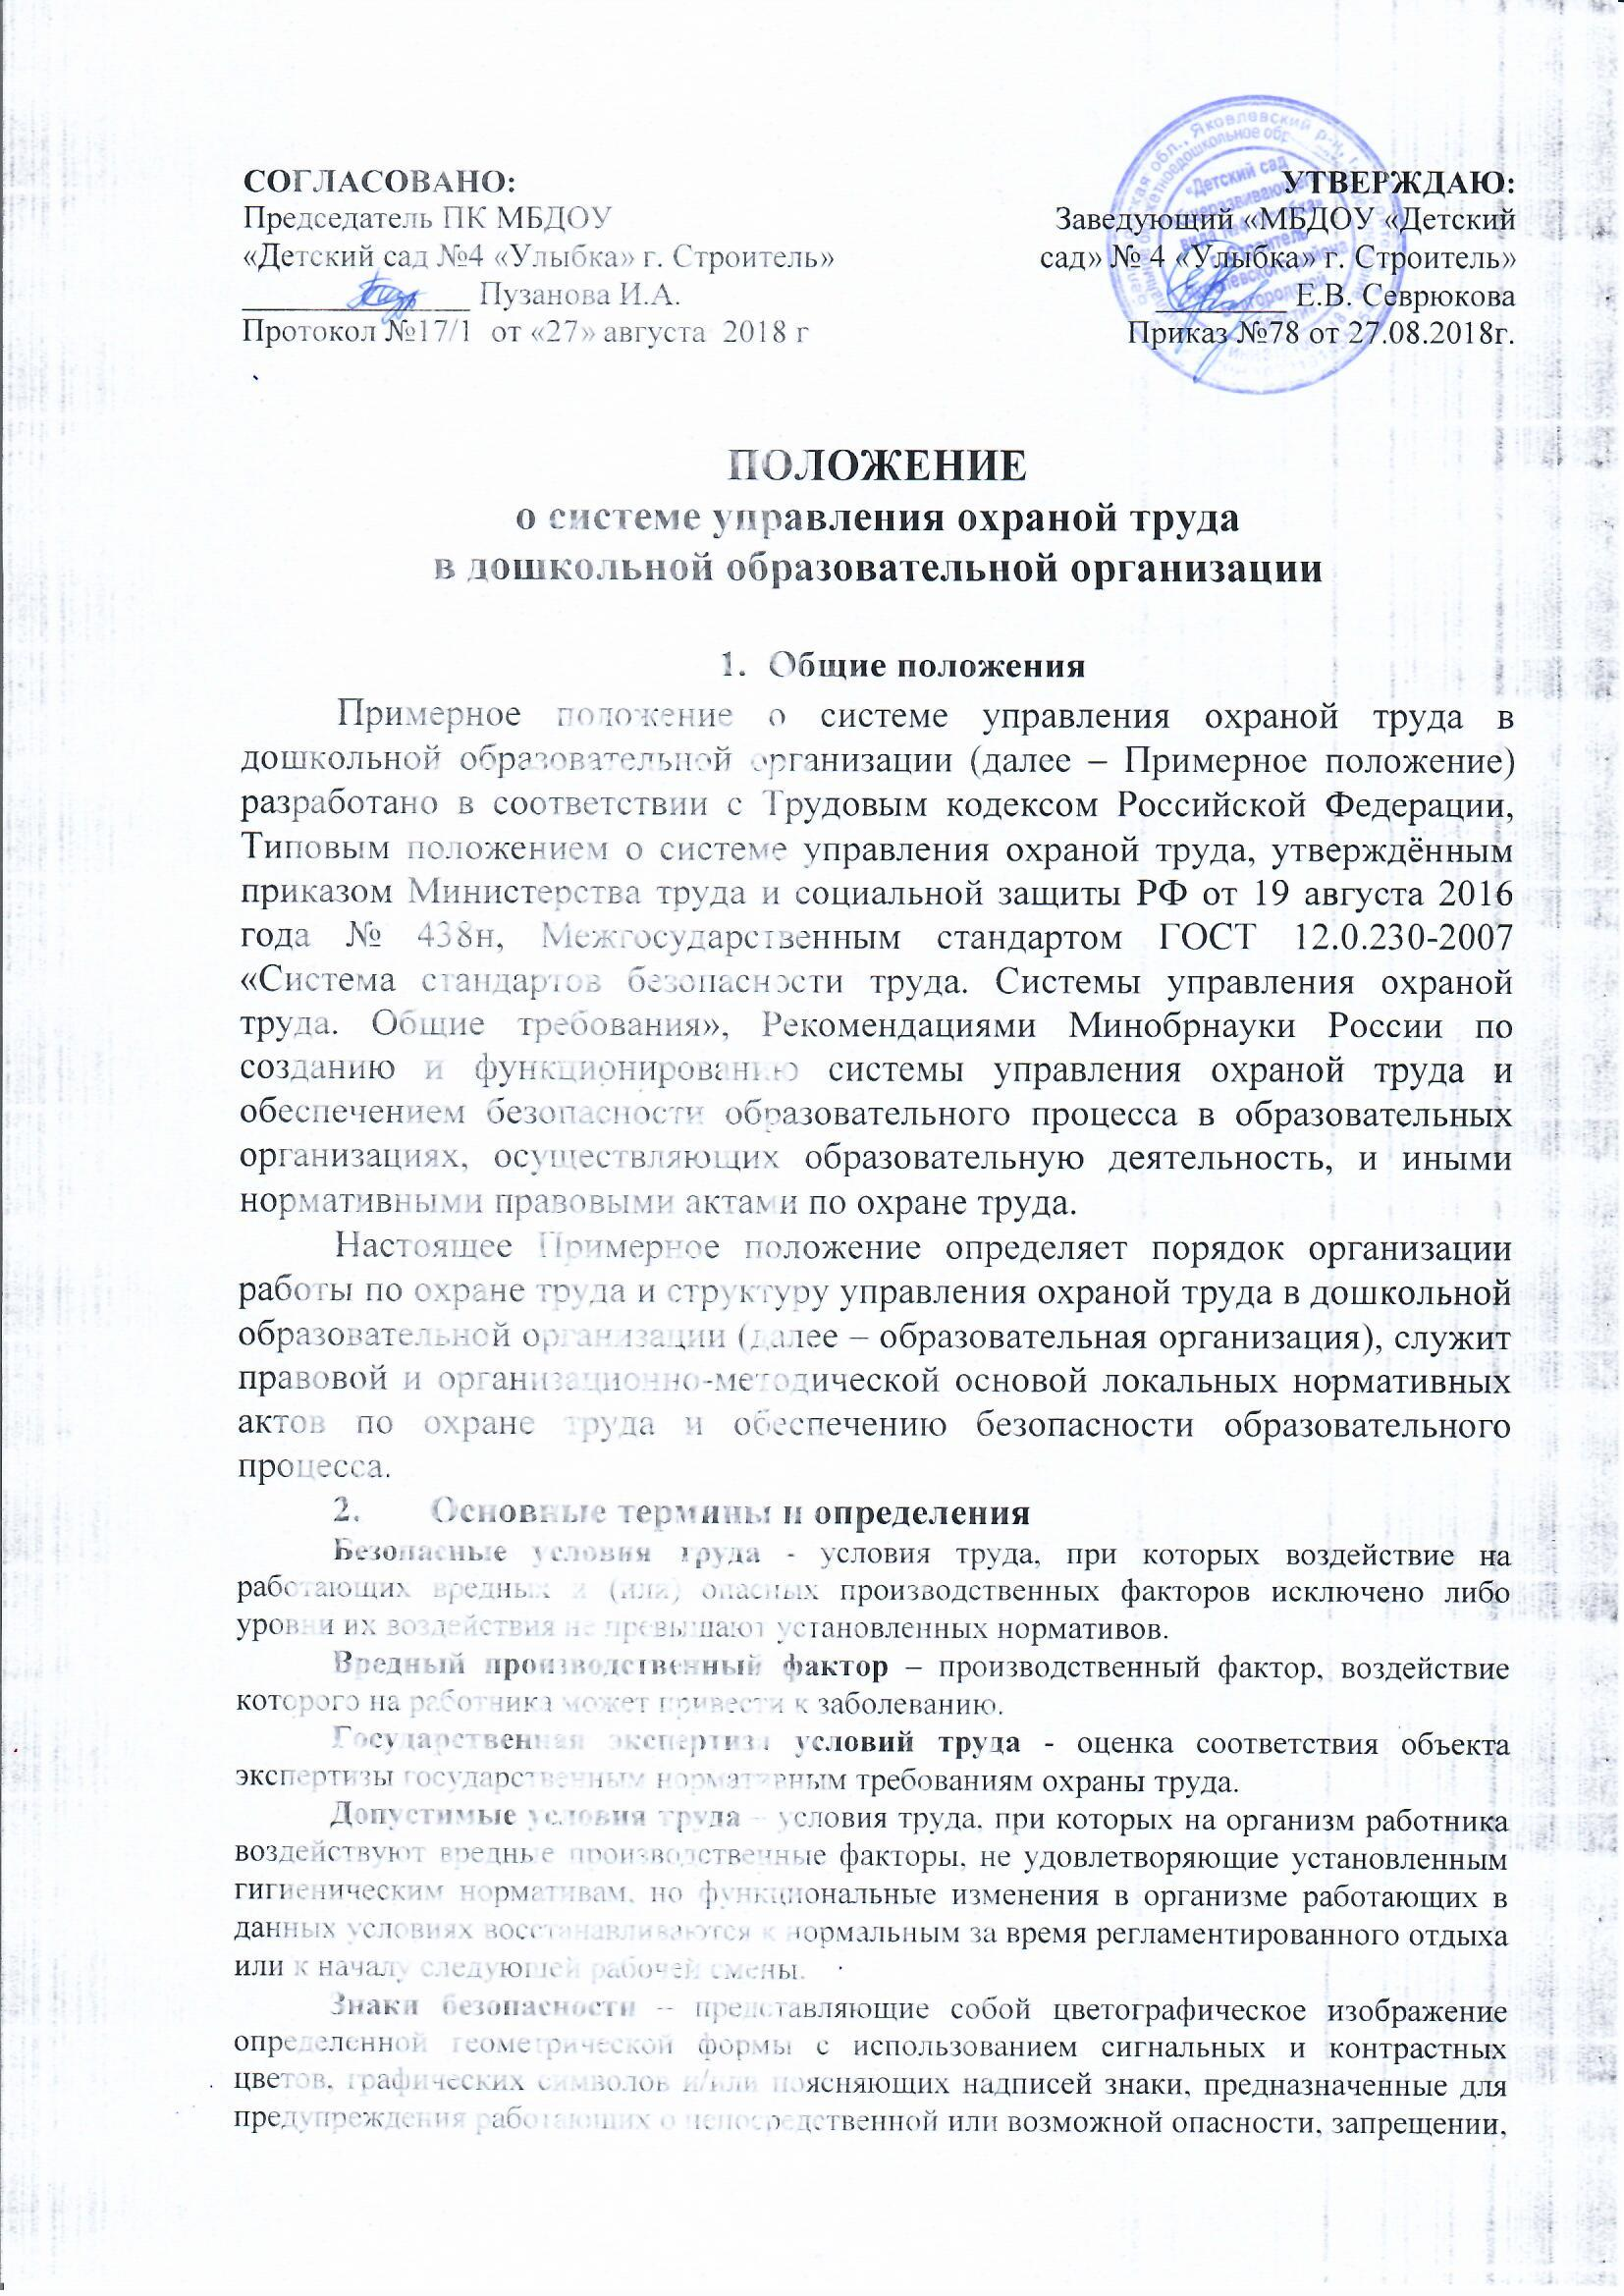 СОГЛАСОВАНО:
Председатель ПК МБДОУ
«Детский сад №4 «Улыбка» г. Строитель»
Пузанова И.А.
Протокол №17/1 от «27» августа 2018 г
УТВЕРЖДАЮ:
Заведующий «МБДОУ «Детский
сад» № 4 «Улыбка» г. Строитель»
Е.В. Севрюкова
Приказ №78 от 27.08.2018г.
ПОЛОЖЕНИЕ
о системе управления охраной труда
в дошкольной образовательной организации
1. Общие положения
Примерное положение о системе управления охраной труда в
дошкольной образовательной организации (далее – Примерное положение)
разработано в соответствии с Трудовым кодексом Российской Федерации,
Типовым положением о системе управления охраной труда, утверждённым
приказом Министерства труда и социальной защиты РФ от 19 августа 2016
года № 438н, Межгосударственным стандартом ГОСТ 12.0.230-2007
«Система стандартов безопасности труда. Системы управления охраной
труда. Общие требования», Рекомендациями Минобрнауки России по
созданию и функционированию системы управления охраной труда и
обеспечением безопасности образовательного процесса в образовательных
организациях, осуществляющих образовательную деятельность, и иными
нормативными правовыми актами по охране труда.
Настоящее Примерное положение определяет порядок организации
работы по охране труда и структуру управления охраной труда в дошкольной
образовательной организации (далее – образовательная организация), служит
правовой и организационно-методической основой локальных нормативных
актов по охране труда и обеспечению безопасности образовательного
процесса.
2. Основные термины и определения
Безопасные условия труда - условия труда, при которых воздействие на
работающих вредных и (или) опасных производственных факторов исключено либо
уровни их воздействия не превышают установленных нормативов.
Вредный производственный фактор – производственный фактор, воздействие
которого на работника может привести к заболеванию.
Государственная экспертиза условий труда - оценка соответствия объекта
экспертизы государственным нормативным требованиям охраны труда.
Допустимые условия труда – условия труда, при которых на организм работника
воздействуют вредные производственные факторы, не удовлетворяющие установленным
гигиеническим нормативам, но функциональные изменения в организме работающих в
данных условиях восстанавливаются к нормальным за время регламентированного отдыха
или к началу следующей рабочей смены.
Знаки безопасности – представляющие собой цветографическое изображение
определенной геометрической формы с использованием сигнальных и контрастных
цветов, графических символов и/или поясняющих надписей знаки, предназначенные для
предупреждения работающих о непосредственной или возможной опасности, запрещении,